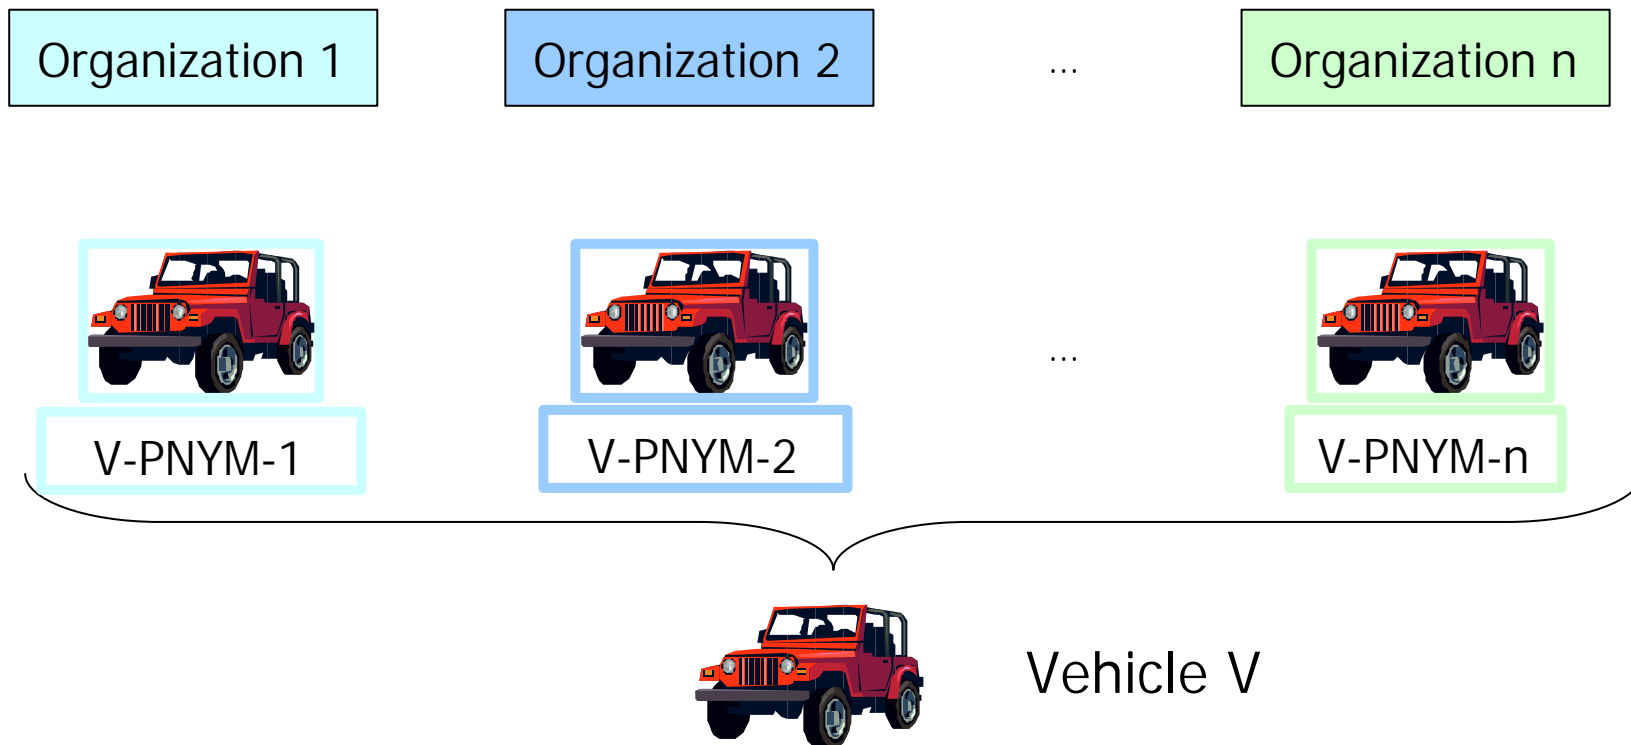 Organization 1
Organization 2
...
Organization n
...
V-PNYM-1
V-PNYM-2
V-PNYM-n
Vehicle V